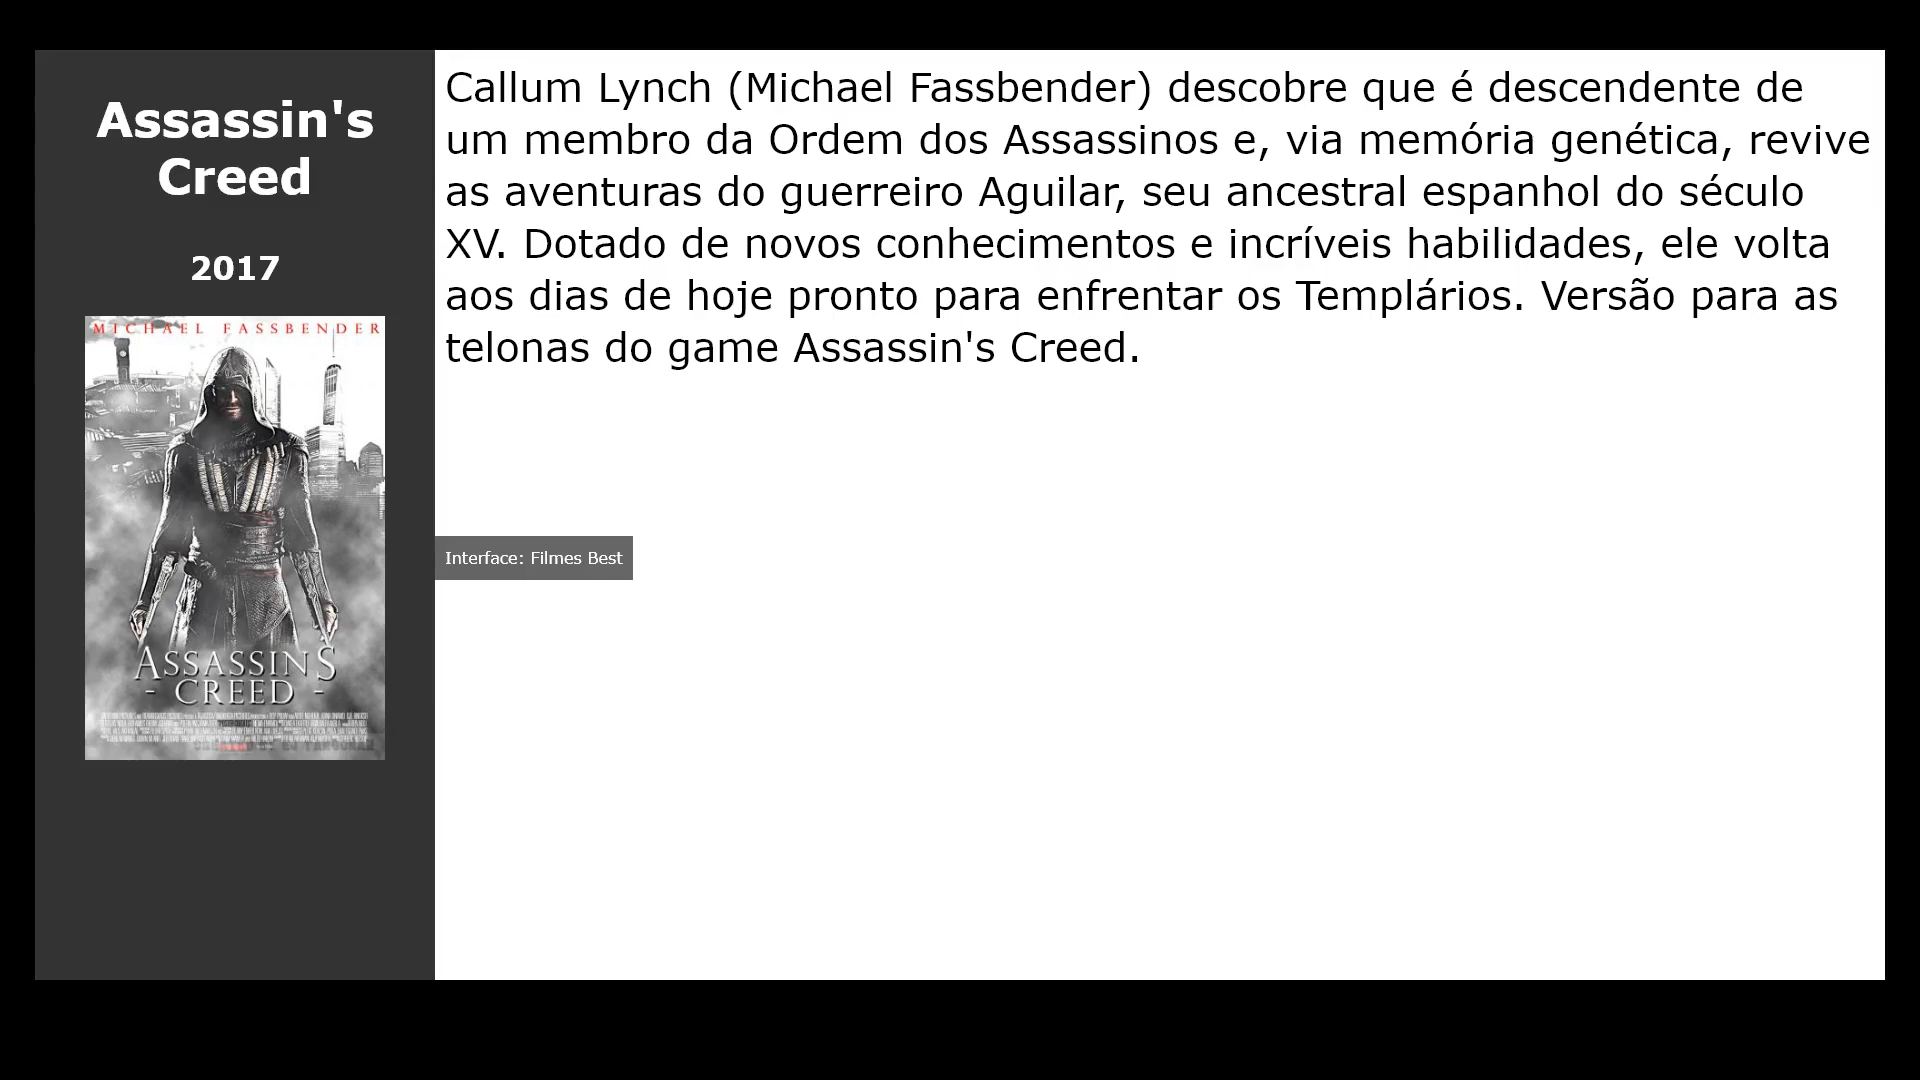 Assassin's
Creed
2017
MICHAEL FASSBENDER
ASSASSIN'S
- CREED -
Callum Lynch (Michael Fassbender) descobre que é descendente de
um membro da Ordem dos Assassinos e, via memória genética, revive
as aventuras do guerreiro Aguilar, seu ancestral espanhol do século
XV. Dotado de novos conhecimentos e incríveis habilidades, ele volta
aos dias de hoje pronto para enfrentar os Templários. Versão para as
telonas do game Assassin's Creed.
Interface: Filmes Best